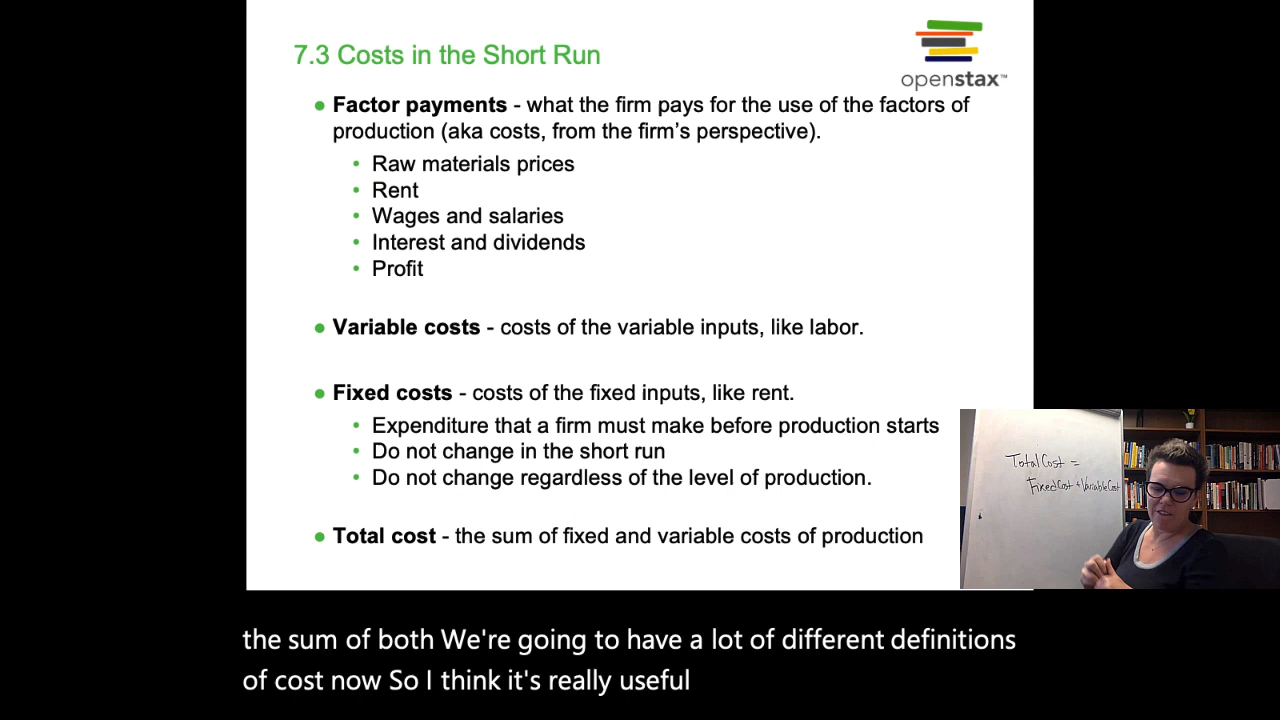 7.3 Costs in the Short Run
openstax™
● Factor payments - what the firm pays for the use of the factors of
production (aka costs, from the firm's perspective).
• Raw materials prices
• Rent
• Wages and salaries
• Interest and dividends
• Profit
● Variable costs - costs of the variable inputs, like labor.
● Fixed costs - costs of the fixed inputs, like rent.
• Expenditure that a firm must make before production starts
• Do not change in the short run
• Do not change regardless of the level of production.
● Total cost - the sum of fixed and variable costs of production
Total Cost =
Fixed Cost + Variable Cost
the sum of both We're going to have a lot of different definitions
of cost now So I think it's really useful